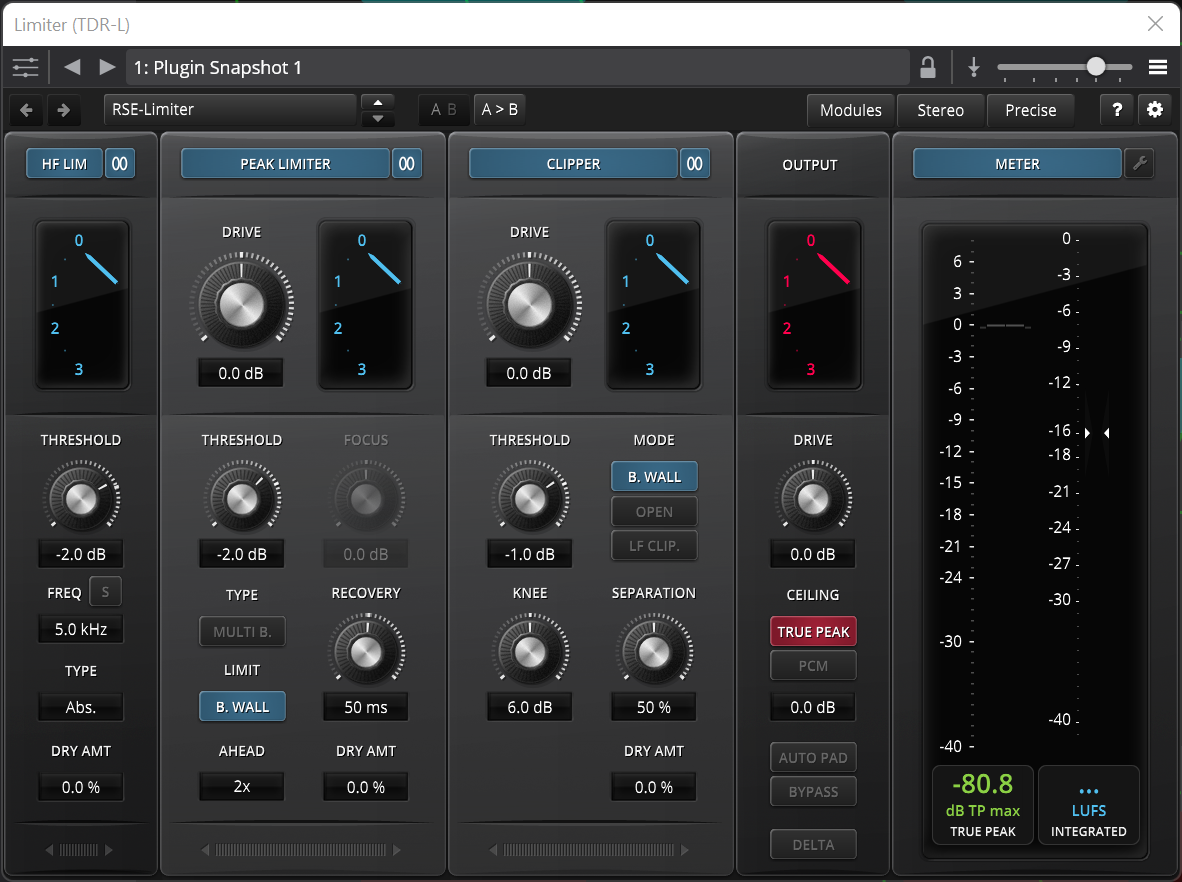 Limiter (TDR-L)
1: Plugin Snapshot 1
RSE-Limiter
A B
A > B
Modules
Stereo
Precise
?
HF LIM
PEAK LIMITER
CLIPPER
OUTPUT
METER
0
1
2
3
THRESHOLD
-2.0 dB
FREQ
S
5.0 kHz
TYPE
Abs.
DRY AMT
0.0 %
DRIVE
0.0 dB
0
1
2
3
THRESHOLD
-2.0 dB
FOCUS
0.0 dB
TYPE
MULTI B.
LIMIT
B. WALL
AHEAD
2x
RECOVERY
50 ms
DRY AMT
0.0 %
DRIVE
0.0 dB
0
1
2
3
THRESHOLD
-1.0 dB
MODE
B. WALL
OPEN
LF CLIP.
KNEE
6.0 dB
SEPARATION
50 %
DRY AMT
0.0 %
0
1
2
3
DRIVE
0.0 dB
CEILING
TRUE PEAK
PCM
0.0 dB
AUTO PAD
BYPASS
DELTA
6
3
0
-3
-6
-9
-12
-15
-18
-21
-24
-30
-40
0
-3
-6
-9
-12
-16
-18
-21
-24
-27
-30
-40
-80.8
dB TP max
TRUE PEAK
...
LUFS
INTEGRATED